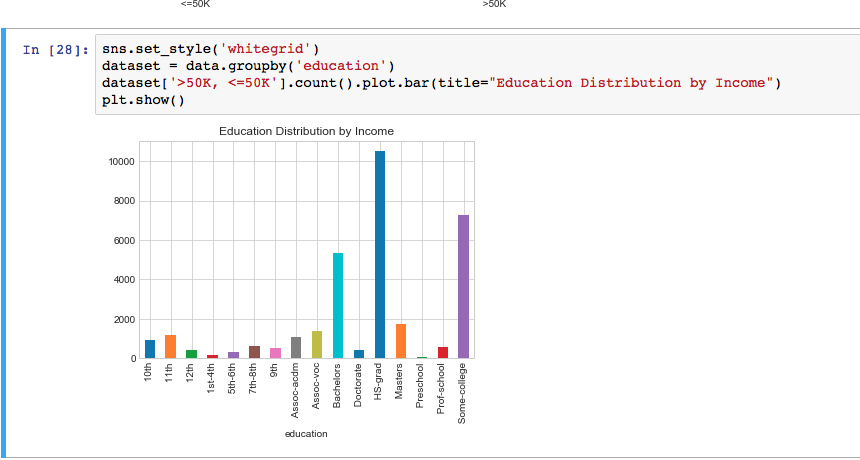 <=50K >50K
In [28]:
sns.set_style('whitegrid')
dataset = data.groupby('education')
dataset['>50K, <=50K'].count().plot.bar(title="Education Distribution by Income")
plt.show()
Education Distribution by Income
10000
8000
6000
4000
2000
0
10th
11th
12th
1st-4th
5th-6th
7th-8th
9th
Assoc-acdm
Assoc-voc
Bachelors
Doctorate
HS-grad
Masters
Preschool
Prof-school
Some-college
education